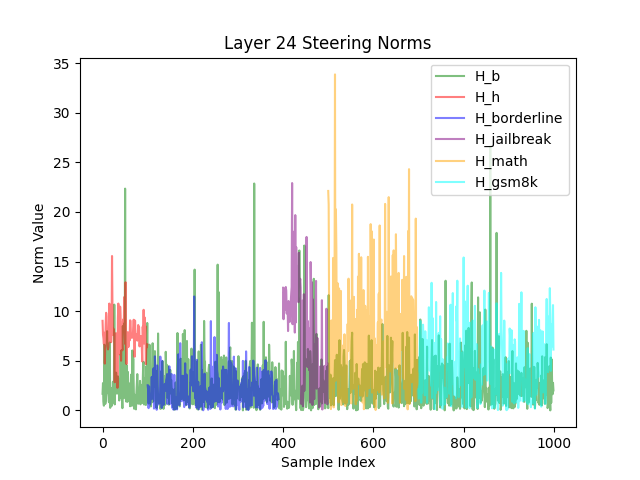 Layer 24 Steering Norms
35
30
25
20
15
10
5
0
Norm Value
H_b
H_h
H_borderline
H_jailbreak
H_math
H_gsm8k
0
200
400
600
800
1000
Sample Index